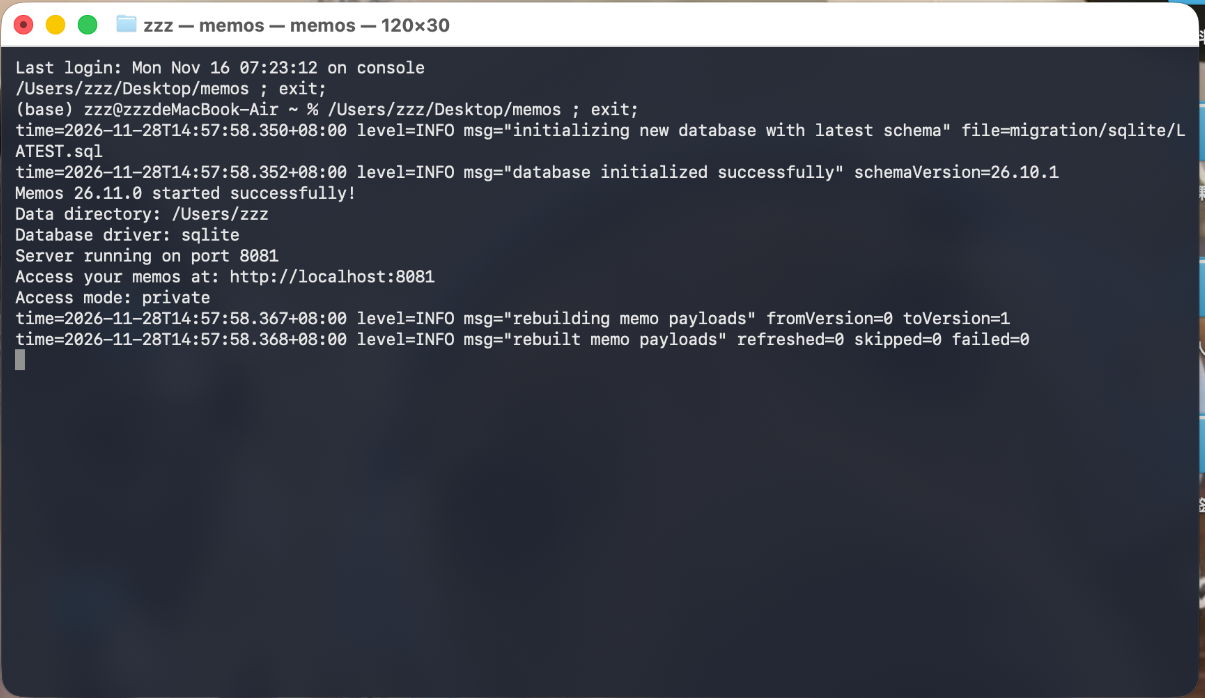 zzz — memos — memos — 120×30
Last login: Mon Nov 16 07:23:12 on console
/Users/zzz/Desktop/memos ; exit;
(base) zzz@zzzdeMacBook-Air ~ % /Users/zzz/Desktop/memos ; exit;
time=2026-11-28T14:57:58.350+08:00 level=INFO msg="initializing new database with latest schema" file=migration/sqlite/L
ATEST.sql
time=2026-11-28T14:57:58.352+08:00 level=INFO msg="database initialized successfully" schemaVersion=26.10.1
Memos 26.11.0 started successfully!
Data directory: /Users/zzz
Database driver: sqlite
Server running on port 8081
Access your memos at: http://localhost:8081
Access mode: private
time=2026-11-28T14:57:58.367+08:00 level=INFO msg="rebuilding memo payloads" fromVersion=0 toVersion=1
time=2026-11-28T14:57:58.368+08:00 level=INFO msg="rebuilt memo payloads" refreshed=0 skipped=0 failed=0